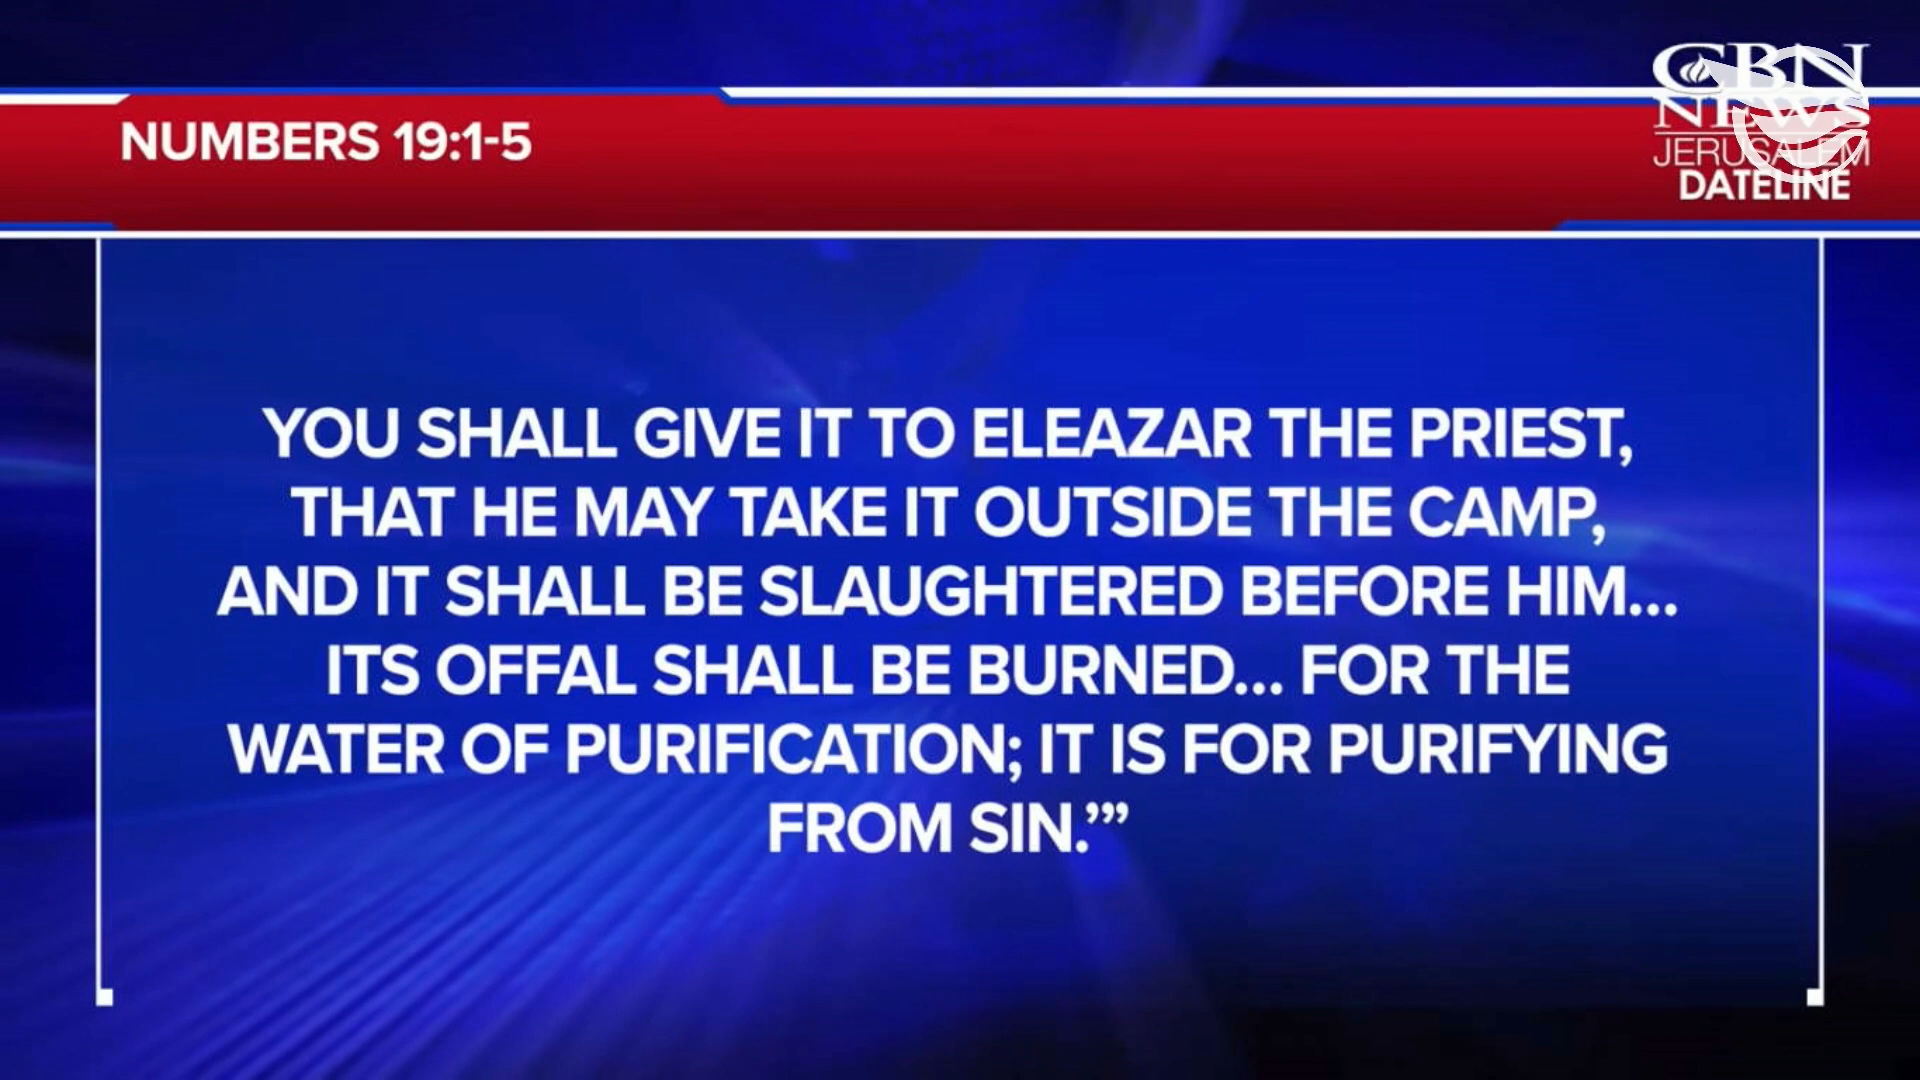 NUMBERS 19:1-5
CBN
NEWS
JERUSALEM
DATELINE
YOU SHALL GIVE IT TO ELEAZAR THE PRIEST,
THAT HE MAY TAKE IT OUTSIDE THE CAMP,
AND IT SHALL BE SLAUGHTERED BEFORE HIM...
ITS OFFAL SHALL BE BURNED... FOR THE
WATER OF PURIFICATION; IT IS FOR PURIFYING
FROM SIN.’”’